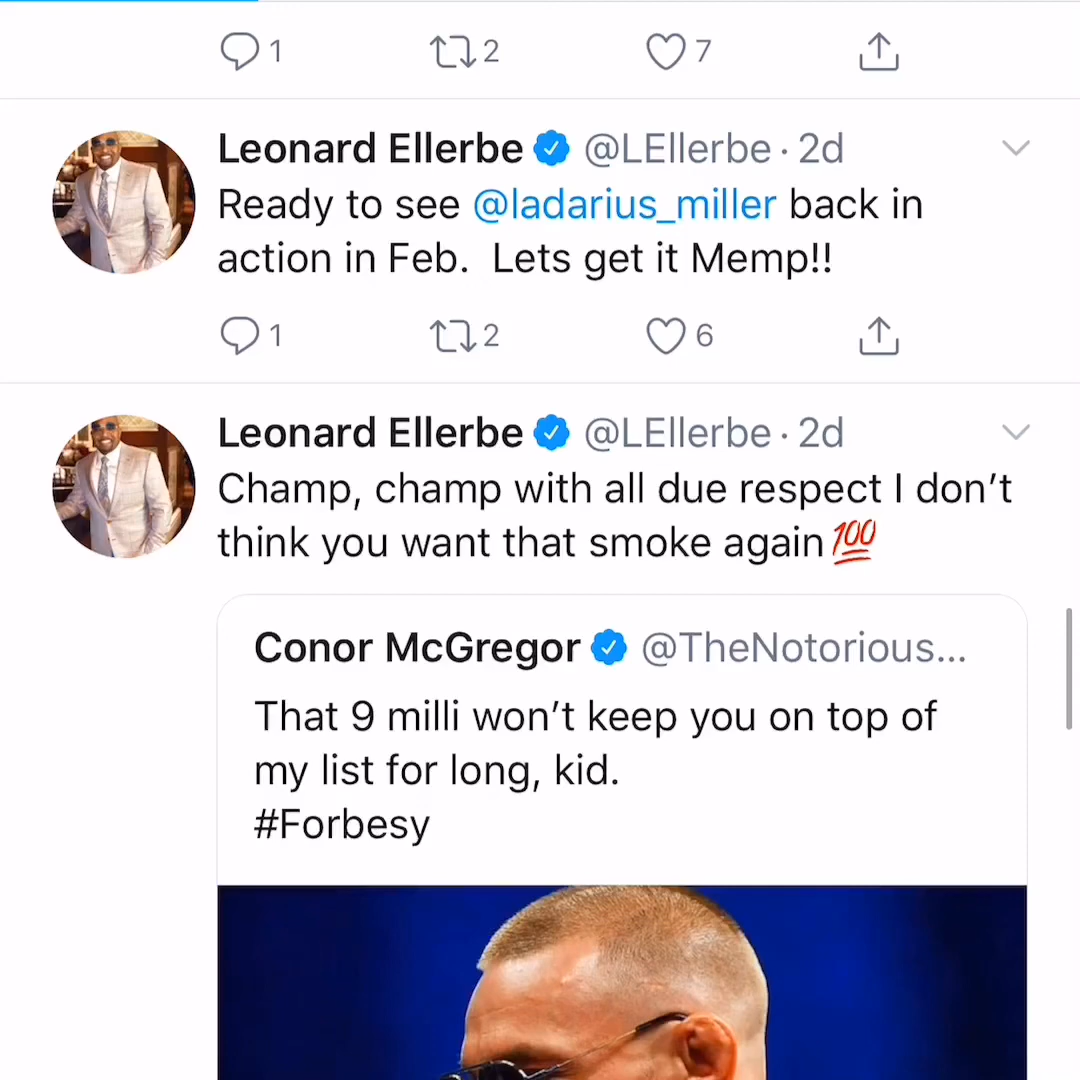 1 2 7
Leonard Ellerbe @LEllerbe · 2d
Ready to see @ladarius_miller back in
action in Feb.  Lets get it Memp!!
1 2 6
Leonard Ellerbe @LEllerbe · 2d
Champ, champ with all due respect I don’t
think you want that smoke again💯
Conor McGregor @TheNotorious...
That 9 milli won’t keep you on top of
my list for long, kid.
#Forbesy